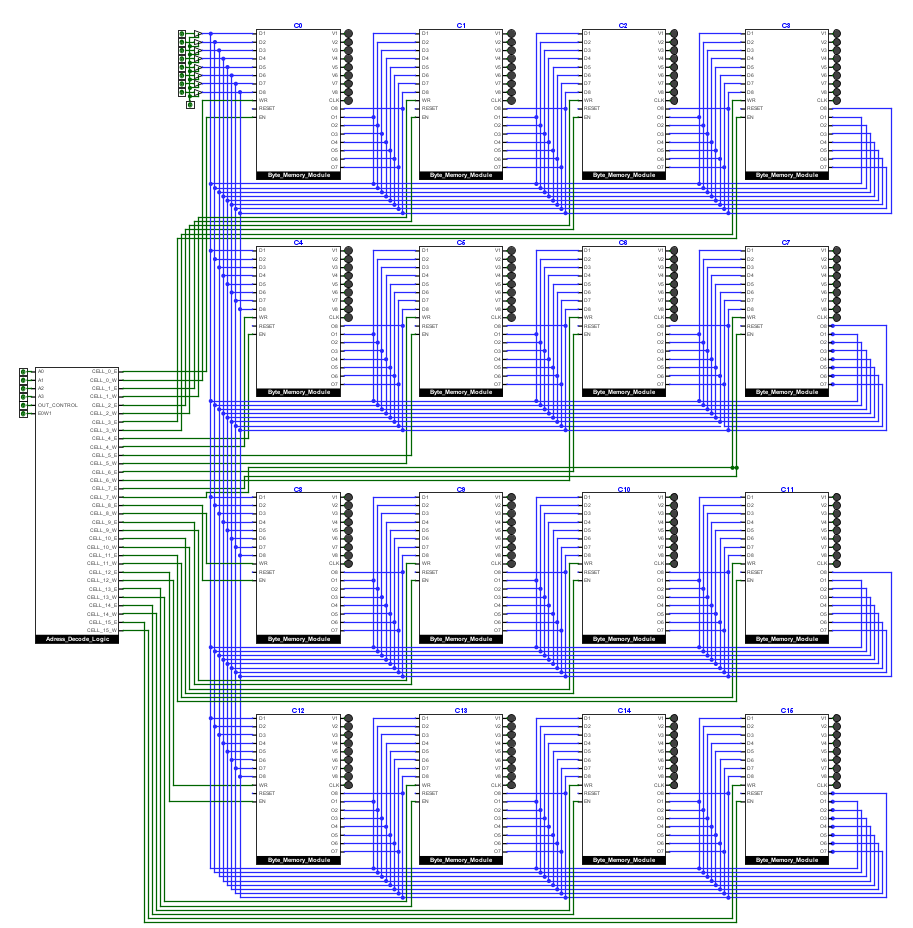 C0 C1 C2 C3
D1 V1 D1 V1 D1 V1 D1 V1
D2 V2 D2 V2 D2 V2 D2 V2
D3 V3 D3 V3 D3 V3 D3 V3
D4 V4 D4 V4 D4 V4 D4 V4
D5 V5 D5 V5 D5 V5 D5 V5
D6 V6 D6 V6 D6 V6 D6 V6
D7 V7 D7 V7 D7 V7 D7 V7
D8 V8 D8 V8 D8 V8 D8 V8
WR CLK WR CLK WR CLK WR CLK
RESET O8 RESET O8 RESET O8 RESET O8
EN O1 EN O1 EN O1 EN O1
O2 O2 O2 O2
O3 O3 O3 O3
O4 O4 O4 O4
O5 O5 O5 O5
O6 O6 O6 O6
O7 O7 O7 O7
Byte_Memory_Module Byte_Memory_Module Byte_Memory_Module Byte_Memory_Module
C4 C5 C6 C7
D1 V1 D1 V1 D1 V1 D1 V1
D2 V2 D2 V2 D2 V2 D2 V2
D3 V3 D3 V3 D3 V3 D3 V3
D4 V4 D4 V4 D4 V4 D4 V4
D5 V5 D5 V5 D5 V5 D5 V5
D6 V6 D6 V6 D6 V6 D6 V6
D7 V7 D7 V7 D7 V7 D7 V7
D8 V8 D8 V8 D8 V8 D8 V8
WR CLK WR CLK WR CLK WR CLK
RESET O8 RESET O8 RESET O8 RESET O8
EN O1 EN O1 EN O1 EN O1
O2 O2 O2 O2
O3 O3 O3 O3
O4 O4 O4 O4
O5 O5 O5 O5
O6 O6 O6 O6
O7 O7 O7 O7
Byte_Memory_Module Byte_Memory_Module Byte_Memory_Module Byte_Memory_Module
A0 CELL_0_E
A1 CELL_0_W
A2 CELL_1_E
A3 CELL_1_W
OUT_CONTROL CELL_2_E
E0W1 CELL_2_W
CELL_3_E
CELL_3_W
CELL_4_E
CELL_4_W
CELL_5_E
CELL_5_W
CELL_6_E
CELL_6_W
CELL_7_E
CELL_7_W
CELL_8_E
CELL_8_W
CELL_9_E
CELL_9_W
CELL_10_E
CELL_10_W
CELL_11_E
CELL_11_W
CELL_12_E
CELL_12_W
CELL_13_E
CELL_13_W
CELL_14_E
CELL_14_W
CELL_15_E
CELL_15_W
Adress_Decode_Logic
C8 C9 C10 C11
D1 V1 D1 V1 D1 V1 D1 V1
D2 V2 D2 V2 D2 V2 D2 V2
D3 V3 D3 V3 D3 V3 D3 V3
D4 V4 D4 V4 D4 V4 D4 V4
D5 V5 D5 V5 D5 V5 D5 V5
D6 V6 D6 V6 D6 V6 D6 V6
D7 V7 D7 V7 D7 V7 D7 V7
D8 V8 D8 V8 D8 V8 D8 V8
WR CLK WR CLK WR CLK WR CLK
RESET O8 RESET O8 RESET O8 RESET O8
EN O1 EN O1 EN O1 EN O1
O2 O2 O2 O2
O3 O3 O3 O3
O4 O4 O4 O4
O5 O5 O5 O5
O6 O6 O6 O6
O7 O7 O7 O7
Byte_Memory_Module Byte_Memory_Module Byte_Memory_Module Byte_Memory_Module
C12 C13 C14 C15
D1 V1 D1 V1 D1 V1 D1 V1
D2 V2 D2 V2 D2 V2 D2 V2
D3 V3 D3 V3 D3 V3 D3 V3
D4 V4 D4 V4 D4 V4 D4 V4
D5 V5 D5 V5 D5 V5 D5 V5
D6 V6 D6 V6 D6 V6 D6 V6
D7 V7 D7 V7 D7 V7 D7 V7
D8 V8 D8 V8 D8 V8 D8 V8
WR CLK WR CLK WR CLK WR CLK
RESET O8 RESET O8 RESET O8 RESET O8
EN O1 EN O1 EN O1 EN O1
O2 O2 O2 O2
O3 O3 O3 O3
O4 O4 O4 O4
O5 O5 O5 O5
O6 O6 O6 O6
O7 O7 O7 O7
Byte_Memory_Module Byte_Memory_Module Byte_Memory_Module Byte_Memory_Module